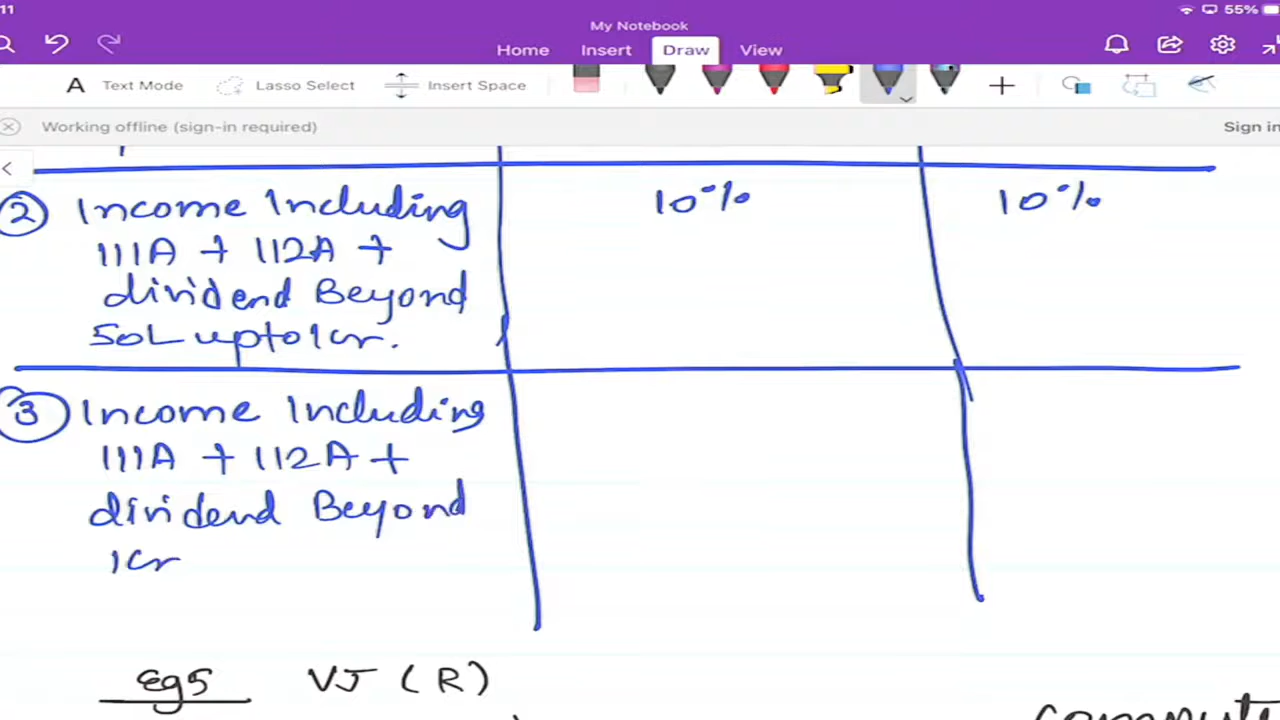 11
55%
My Notebook
Home Insert Draw View
Text Mode Lasso Select Insert Space
Working offline (sign-in required) Sign in
2 Income Including 10% 10%
111A + 112A +
dividend Beyond
50L upto 1cr.
3 Income Including
111A + 112A +
dividend Beyond
1cr
Eg5 VJ (R)